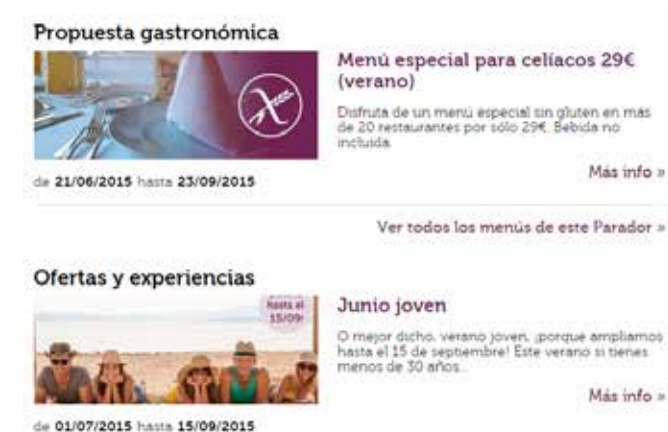 Propuesta gastronómica
Menú especial para celíacos 29€
(verano)
Disfruta de un menú especial sin gluten en más
de 20 restaurantes por sólo 29€. Bebida no
incluida.
de 21/06/2015 hasta 23/09/2015
Más info »
Ver todos los menús de este Parador »
Ofertas y experiencias
hasta el
15/09!
Junio joven
O mejor dicho, verano joven, ¡porque ampliamos
hasta el 15 de septiembre! Este verano si tienes
menos de 30 años...
Más info »
de 01/07/2015 hasta 15/09/2015